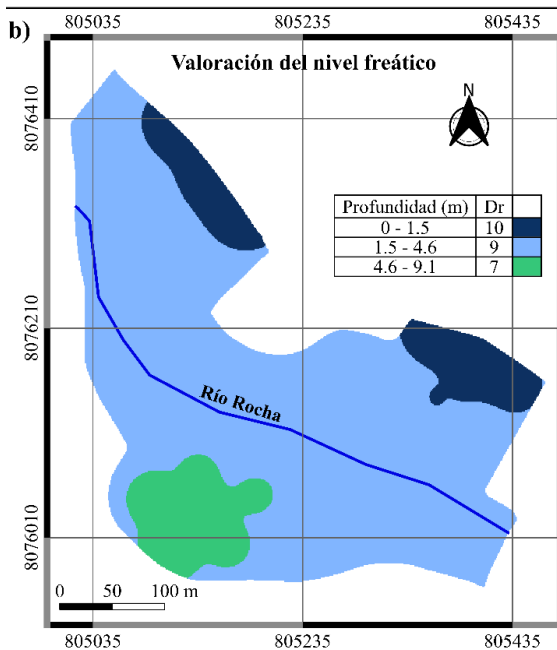 b)
805035 805235 805435
Valoración del nivel freático
N
8076410
Profundidad (m) Dr
0 - 1.5 10
1.5 - 4.6 9
4.6 - 9.1 7
8076210
Río Rocha
8076010
0 50 100 m
805035 805235 805435